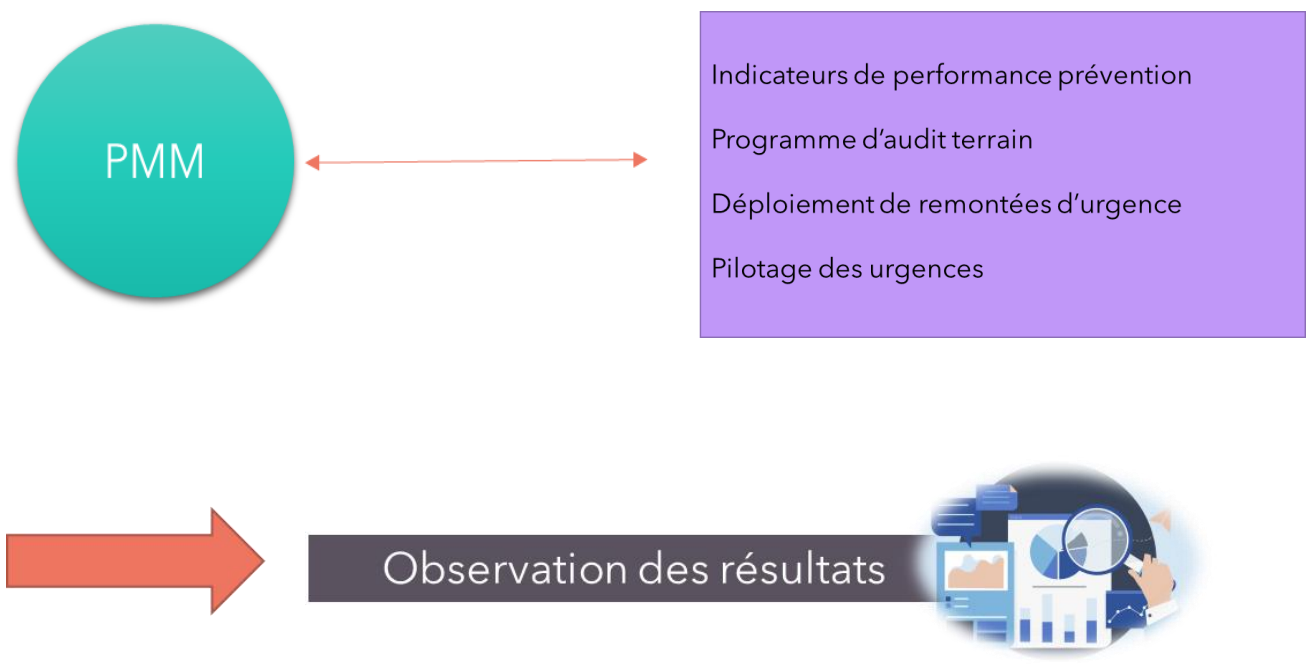 PMM
Indicateurs de performance prévention
Programme d’audit terrain
Déploiement de remontées d’urgence
Pilotage des urgences
Observation des résultats